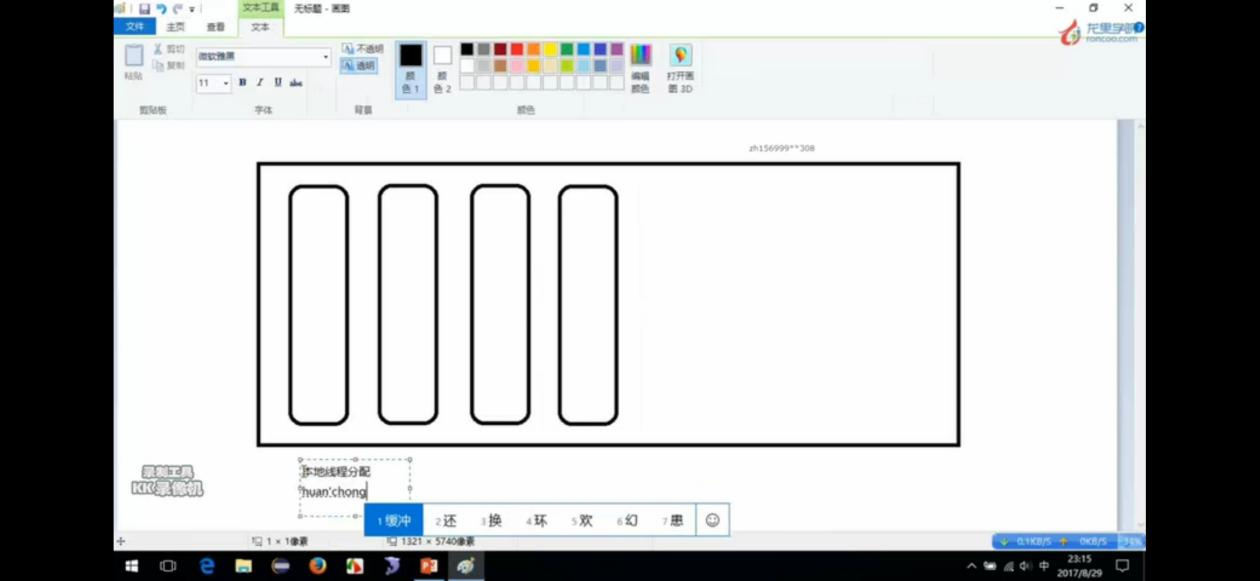 文本工具
无标题 - 画图
文件
主页
查看
文本
粘贴
剪切
复制
剪贴板
微软雅黑
11
B I U abc
字体
不透明
透明
背景
颜色 1
颜色 2
颜色
编辑颜色
打开画图 3D
龙果学院
roncoo.com
zh156999**308
本地线程分配
huan'chong
1 缓冲 2 还 3 换 4 环 5 欢 6 幻 7 患
录制工具
KK录像机
1 × 1像素
1321 × 5740像素
0.1KB/S
0KB/S
34%
中
23:15
2017/8/29